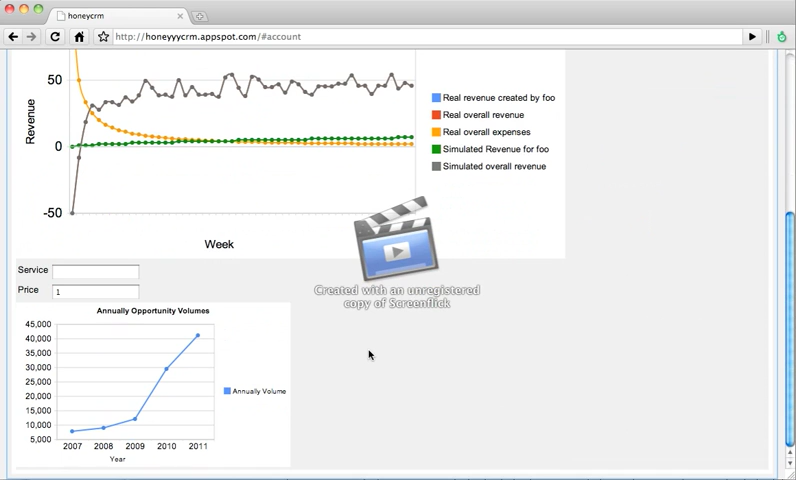 honeycrm
http://honeyyycrm.appspot.com/#account
50
0
-50
Revenue
Week
Real revenue created by foo
Real overall revenue
Real overall expenses
Simulated Revenue for foo
Simulated overall revenue
Created with an unregistered
copy of Screenflick
Service
Price 1
Annually Opportunity Volumes
45,000
40,000
35,000
30,000
25,000
20,000
15,000
10,000
5,000
2007 2008 2009 2010 2011
Year
Annually Volume